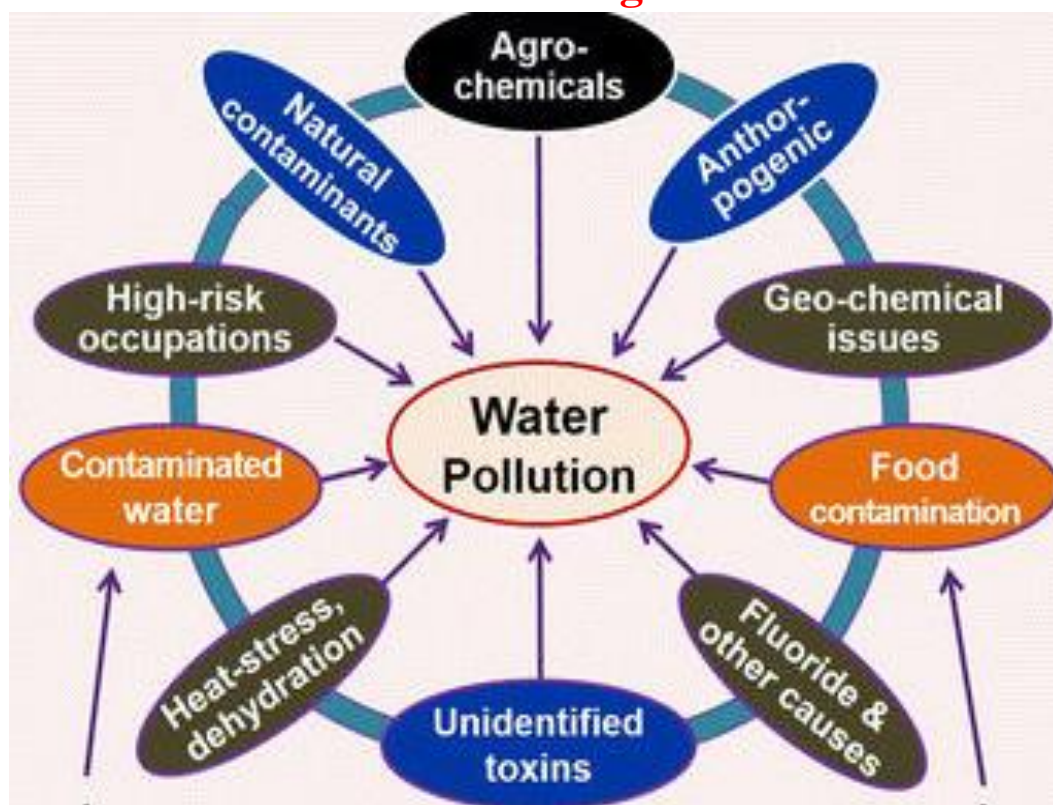 Agro-
chemicals
Natural
contaminants
Anthor-
pogenic
High-risk
occupations
Geo-chemical
issues
Water
Pollution
Contaminated
water
Food
contamination
Heat-stress,
dehydration
Fluoride &
other causes
Unidentified
toxins